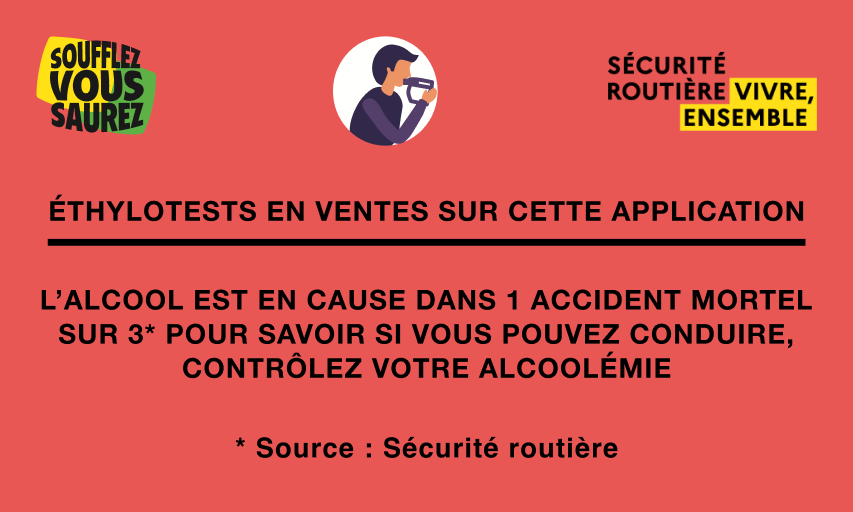 SOUFFLEZ
VOUS
SAUREZ
SÉCURITÉ
ROUTIÈRE VIVRE,
ENSEMBLE
ÉTHYLOTESTS EN VENTES SUR CETTE APPLICATION
L'ALCOOL EST EN CAUSE DANS 1 ACCIDENT MORTEL
SUR 3* POUR SAVOIR SI VOUS POUVEZ CONDUIRE,
CONTRÔLEZ VOTRE ALCOOLÉMIE
* Source : Sécurité routière